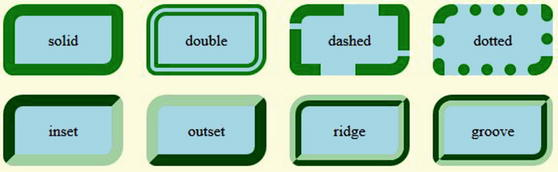 solid double dashed dotted
inset outset ridge groove